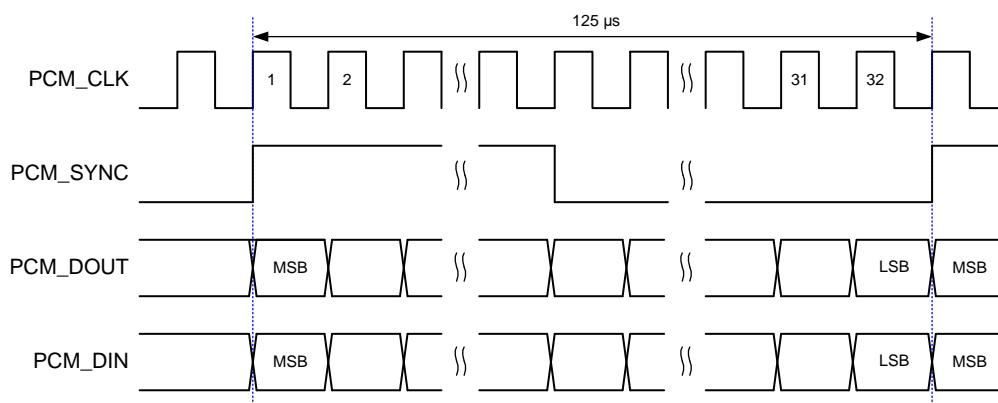 125 µs
PCM_CLK
1
2
31
32
PCM_SYNC
PCM_DOUT
MSB
LSB
MSB
PCM_DIN
MSB
LSB
MSB